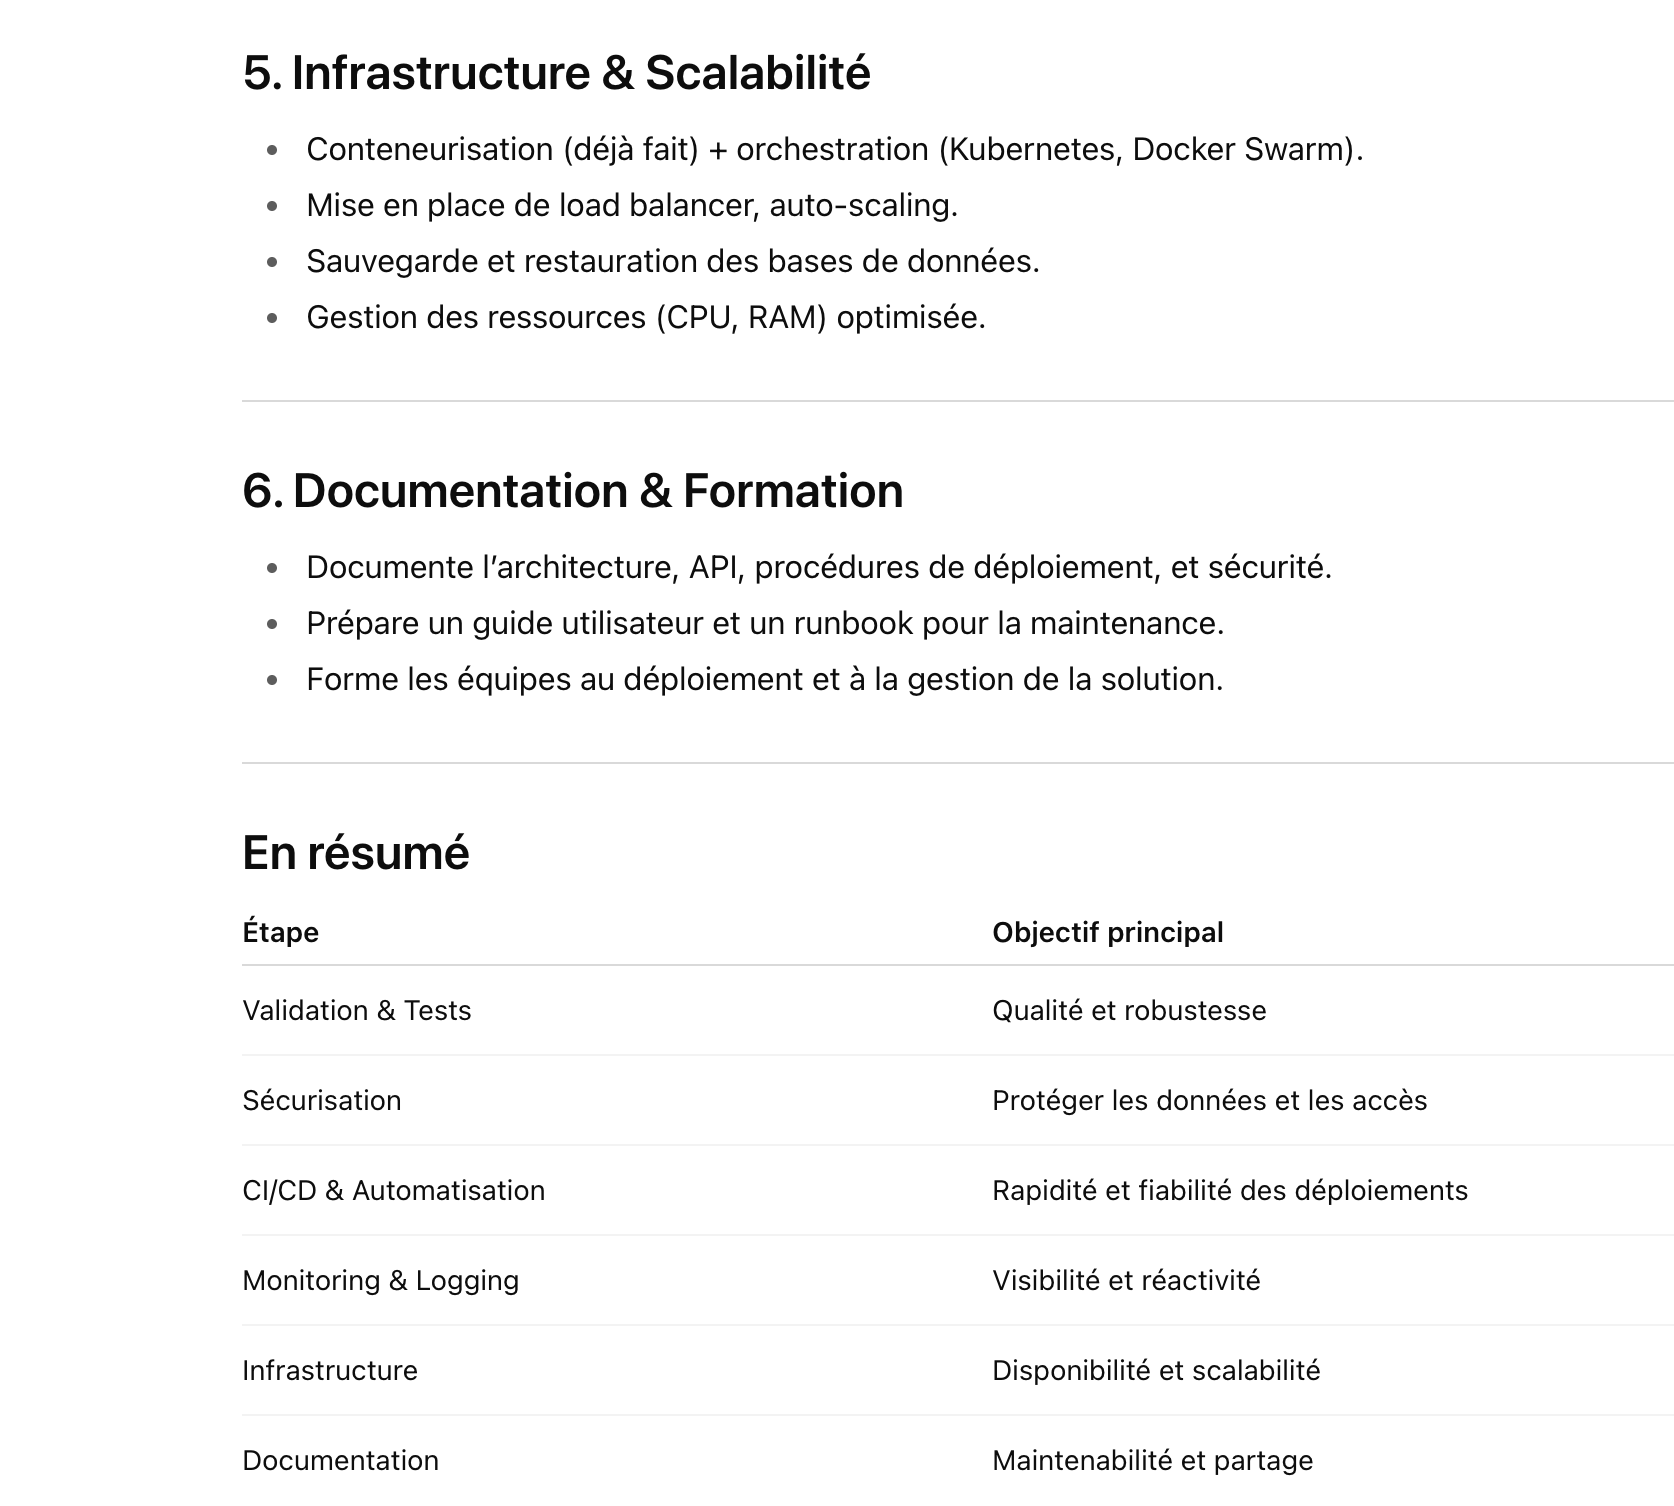 5. Infrastructure & Scalabilité
• Conteneurisation (déjà fait) + orchestration (Kubernetes, Docker Swarm).
• Mise en place de load balancer, auto-scaling.
• Sauvegarde et restauration des bases de données.
• Gestion des ressources (CPU, RAM) optimisée.
6. Documentation & Formation
• Documente l’architecture, API, procédures de déploiement, et sécurité.
• Prépare un guide utilisateur et un runbook pour la maintenance.
• Forme les équipes au déploiement et à la gestion de la solution.
En résumé
Étape Objectif principal
Validation & Tests Qualité et robustesse
Sécurisation Protéger les données et les accès
CI/CD & Automatisation Rapidité et fiabilité des déploiements
Monitoring & Logging Visibilité et réactivité
Infrastructure Disponibilité et scalabilité
Documentation Maintenabilité et partage